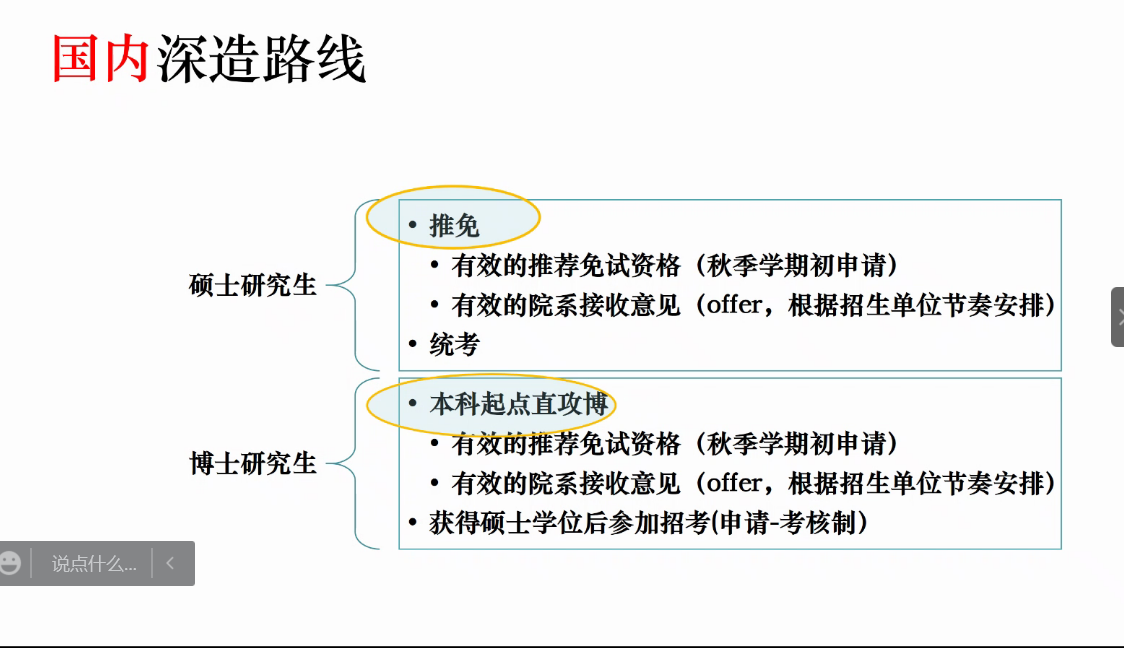 国内深造路线
硕士研究生
• 推免
• 有效的推荐免试资格（秋季学期初申请）
• 有效的院系接收意见（offer，根据招生单位节奏安排）
• 统考
博士研究生
• 本科起点直攻博
• 有效的推荐免试资格（秋季学期初申请）
• 有效的院系接收意见（offer，根据招生单位节奏安排）
• 获得硕士学位后参加招考(申请-考核制）
说点什么...